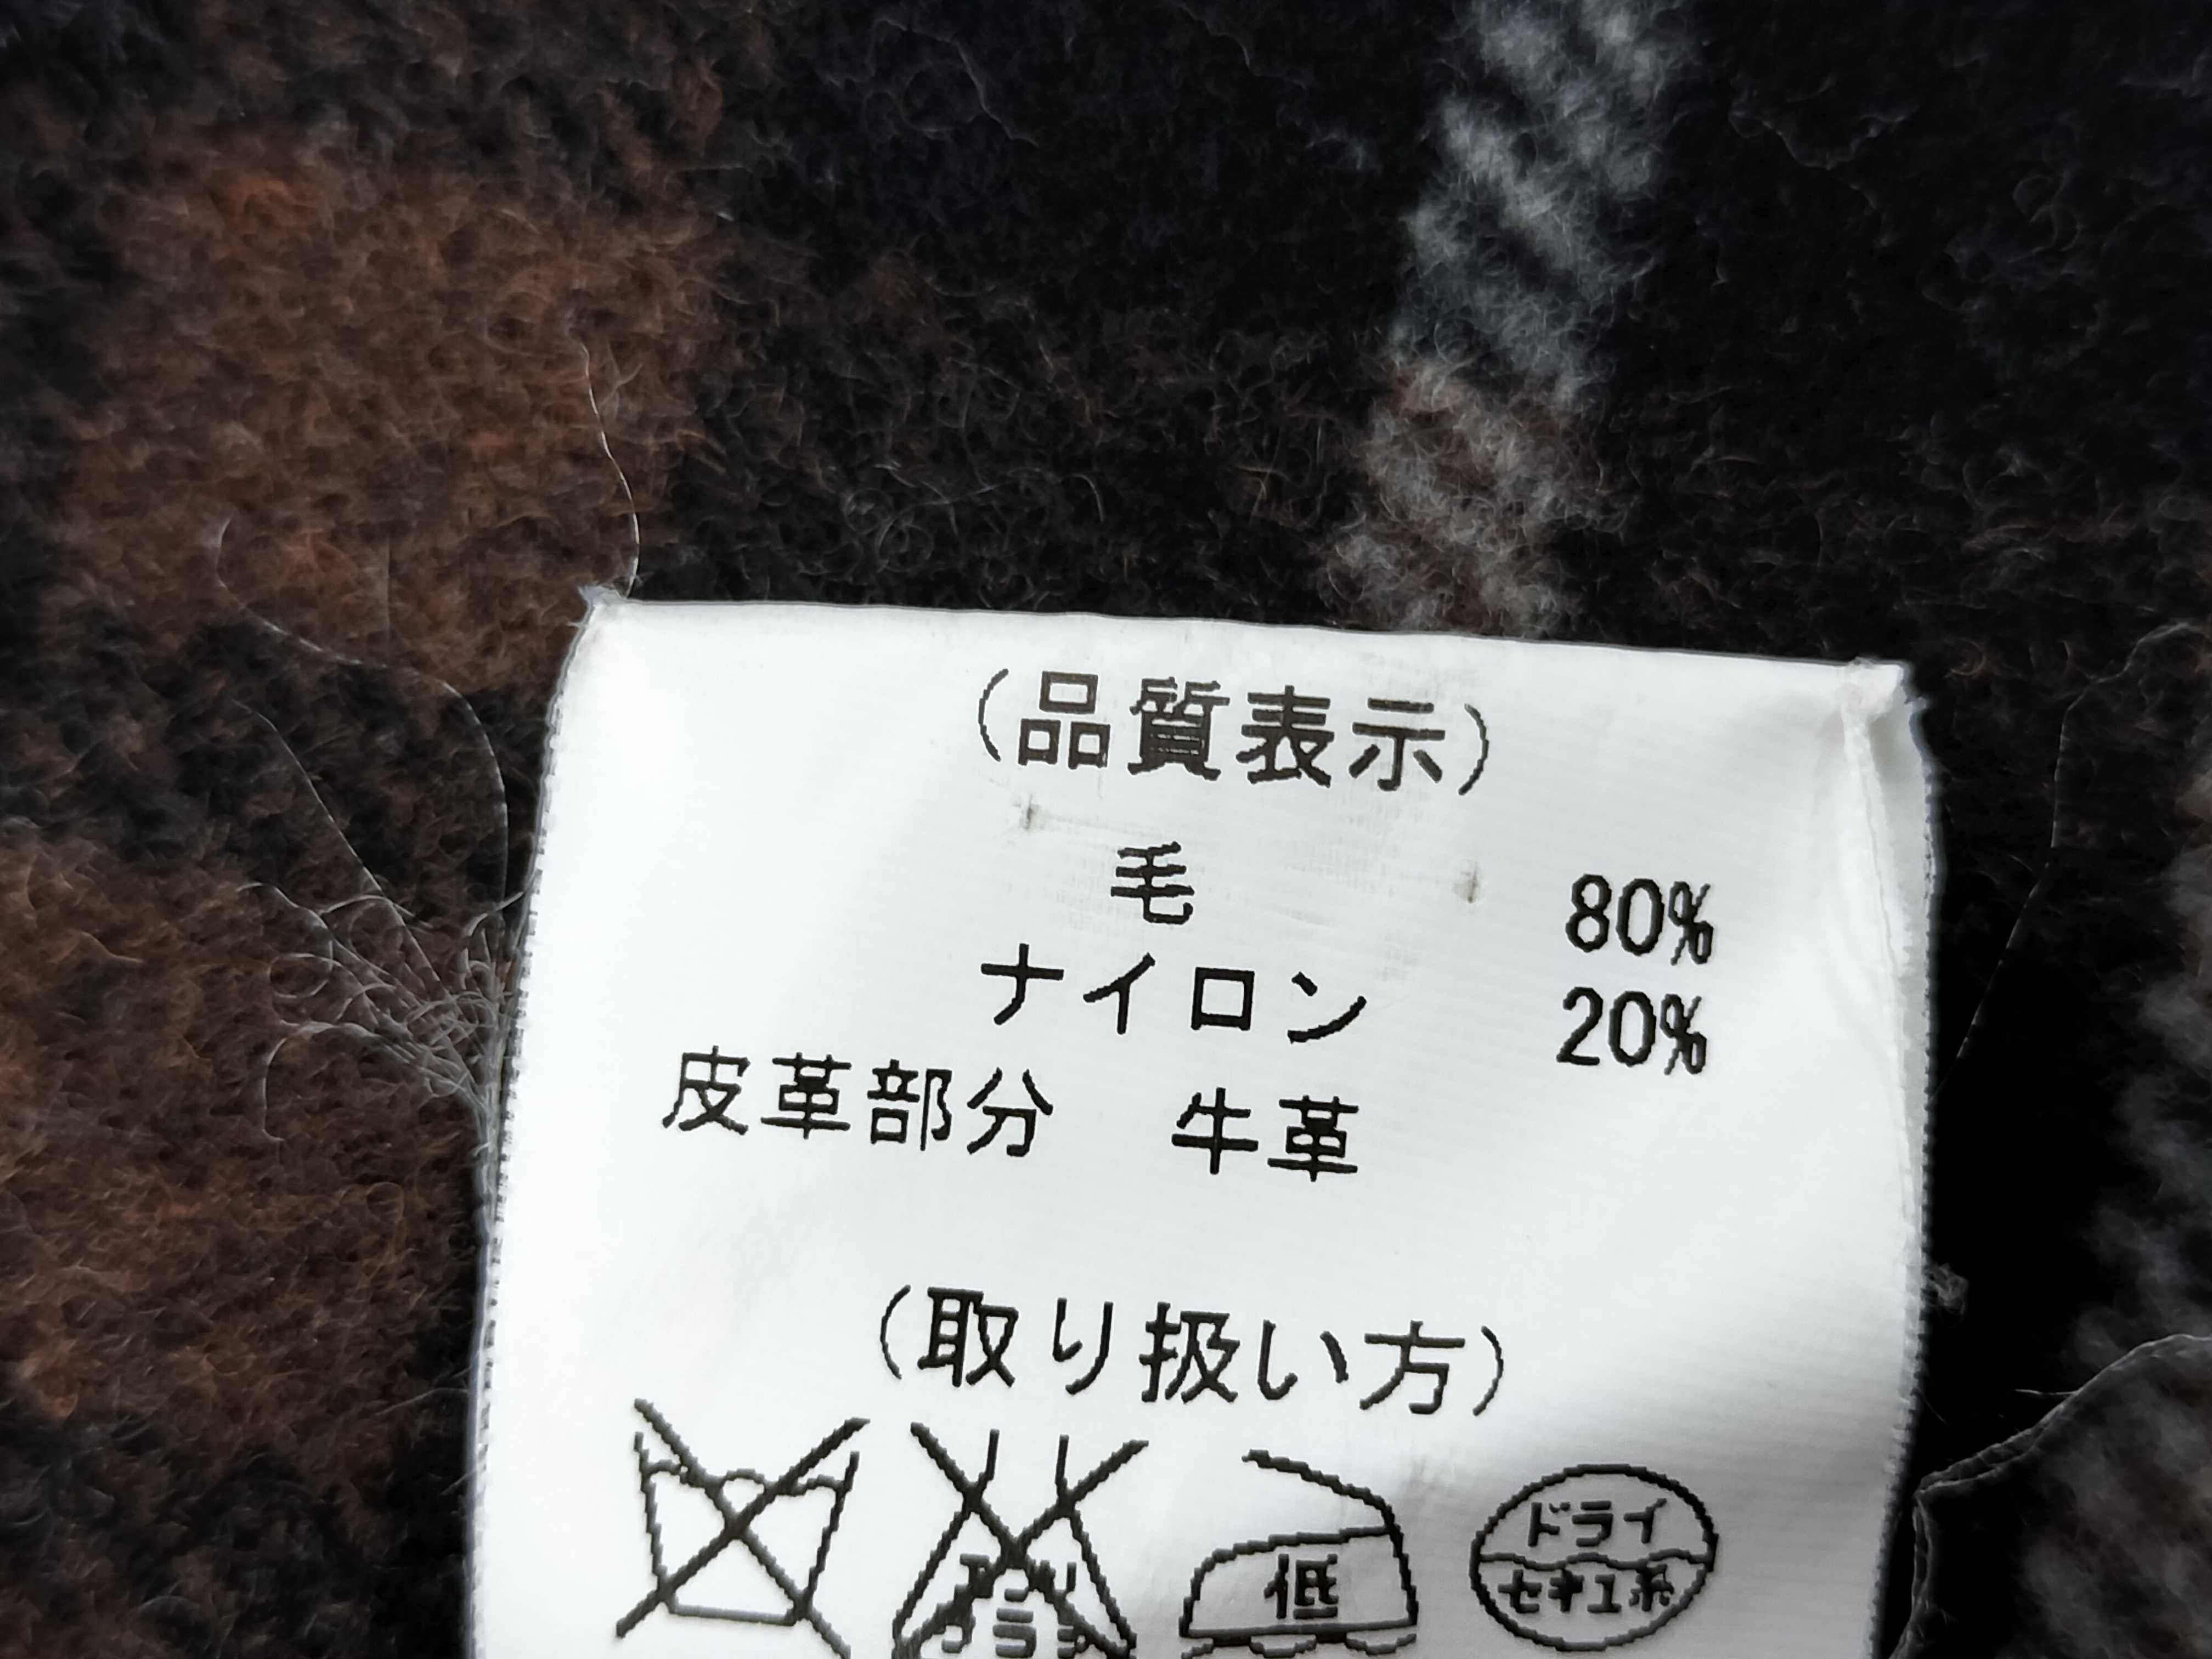 （品質表示）
毛 80%
ナイロン 20%
皮革部分 牛革
（取り扱い方）
低
ドライ
セキユ系